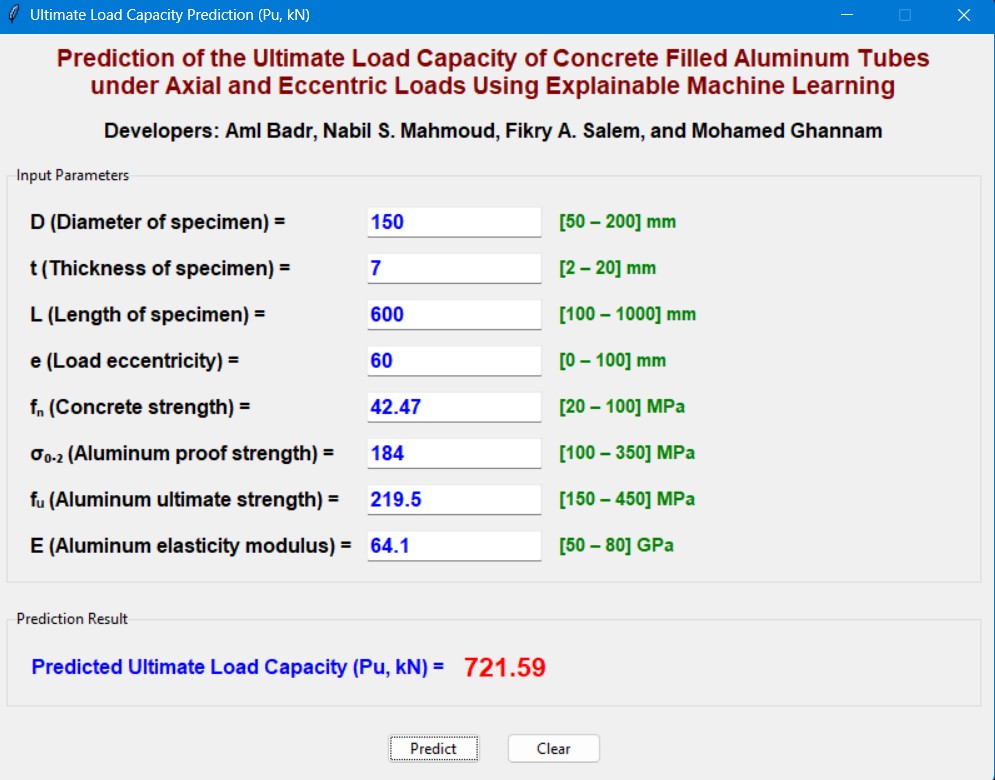 Ultimate Load Capacity Prediction (Pu, kN)
Prediction of the Ultimate Load Capacity of Concrete Filled Aluminum Tubes
under Axial and Eccentric Loads Using Explainable Machine Learning
Developers: Aml Badr, Nabil S. Mahmoud, Fikry A. Salem, and Mohamed Ghannam
Input Parameters
D (Diameter of specimen) = 150 [50 – 200] mm
t (Thickness of specimen) = 7 [2 – 20] mm
L (Length of specimen) = 600 [100 – 1000] mm
e (Load eccentricity) = 60 [0 – 100] mm
fₙ (Concrete strength) = 42.47 [20 – 100] MPa
σ₀.₂ (Aluminum proof strength) = 184 [100 – 350] MPa
fᵤ (Aluminum ultimate strength) = 219.5 [150 – 450] MPa
E (Aluminum elasticity modulus) = 64.1 [50 – 80] GPa
Prediction Result
Predicted Ultimate Load Capacity (Pu, kN) = 721.59
Predict Clear